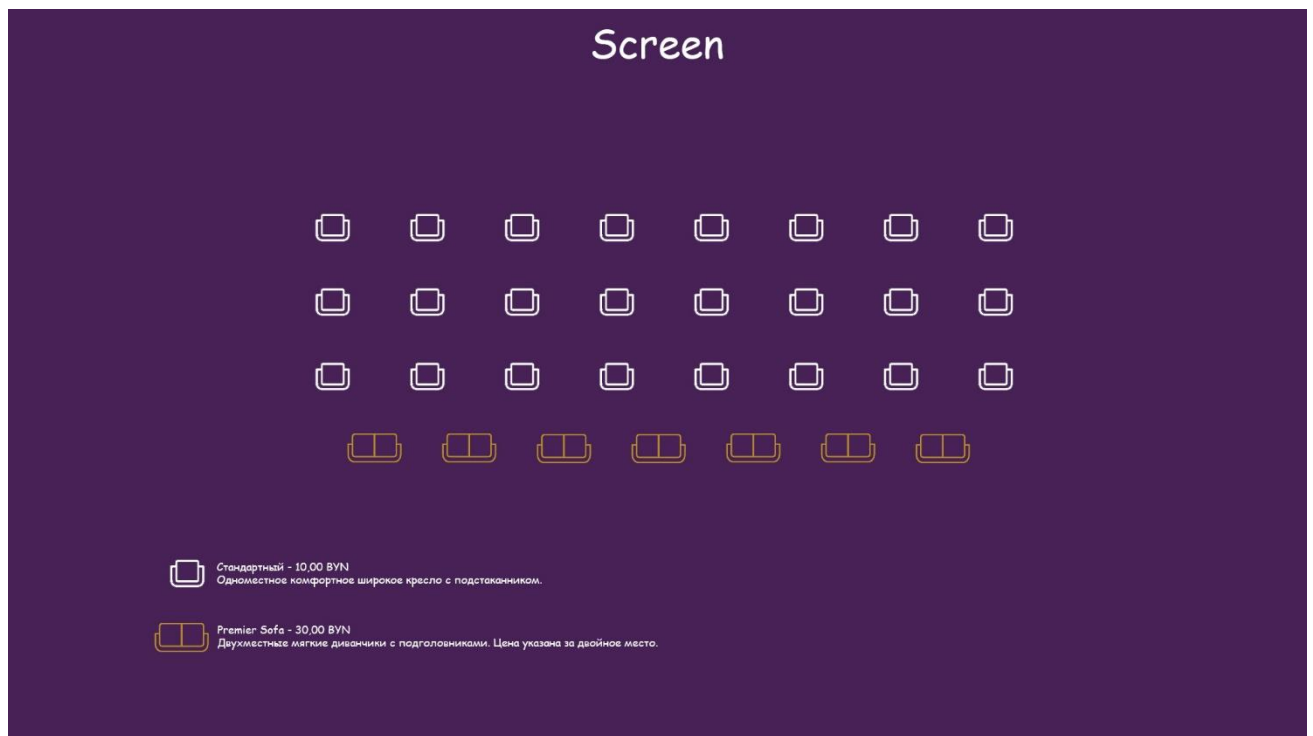 Screen
Стандартный - 10,00 BYN
Одноместное комфортное широкое кресло с подстаканником.
Premier Sofa - 30,00 BYN
Двухместные мягкие диванчики с подголовниками. Цена указана за двойное место.